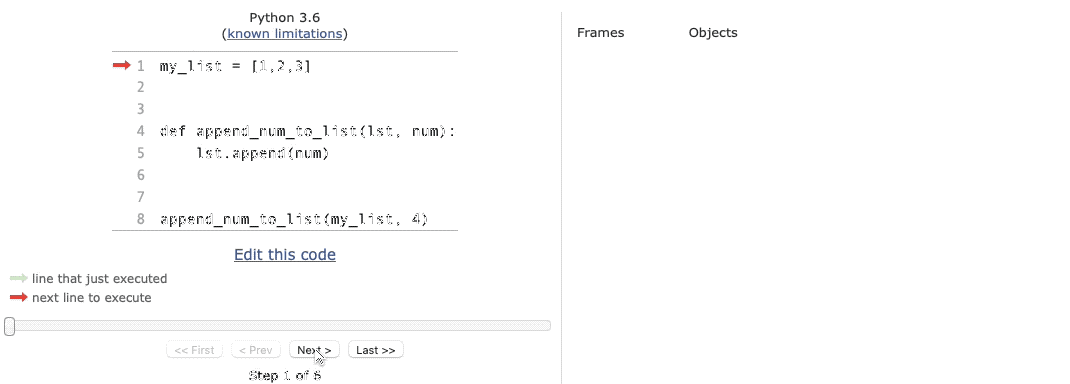 Python 3.6
(known limitations)
1 my_list = [1,2,3]
2
3
4 def append_num_to_list(lst, num):
5     lst.append(num)
6
7
8 append_num_to_list(my_list, 4)
Edit this code
line that just executed
next line to execute
<< First < Prev Next > Last >>
Step 1 of 6
Frames Objects